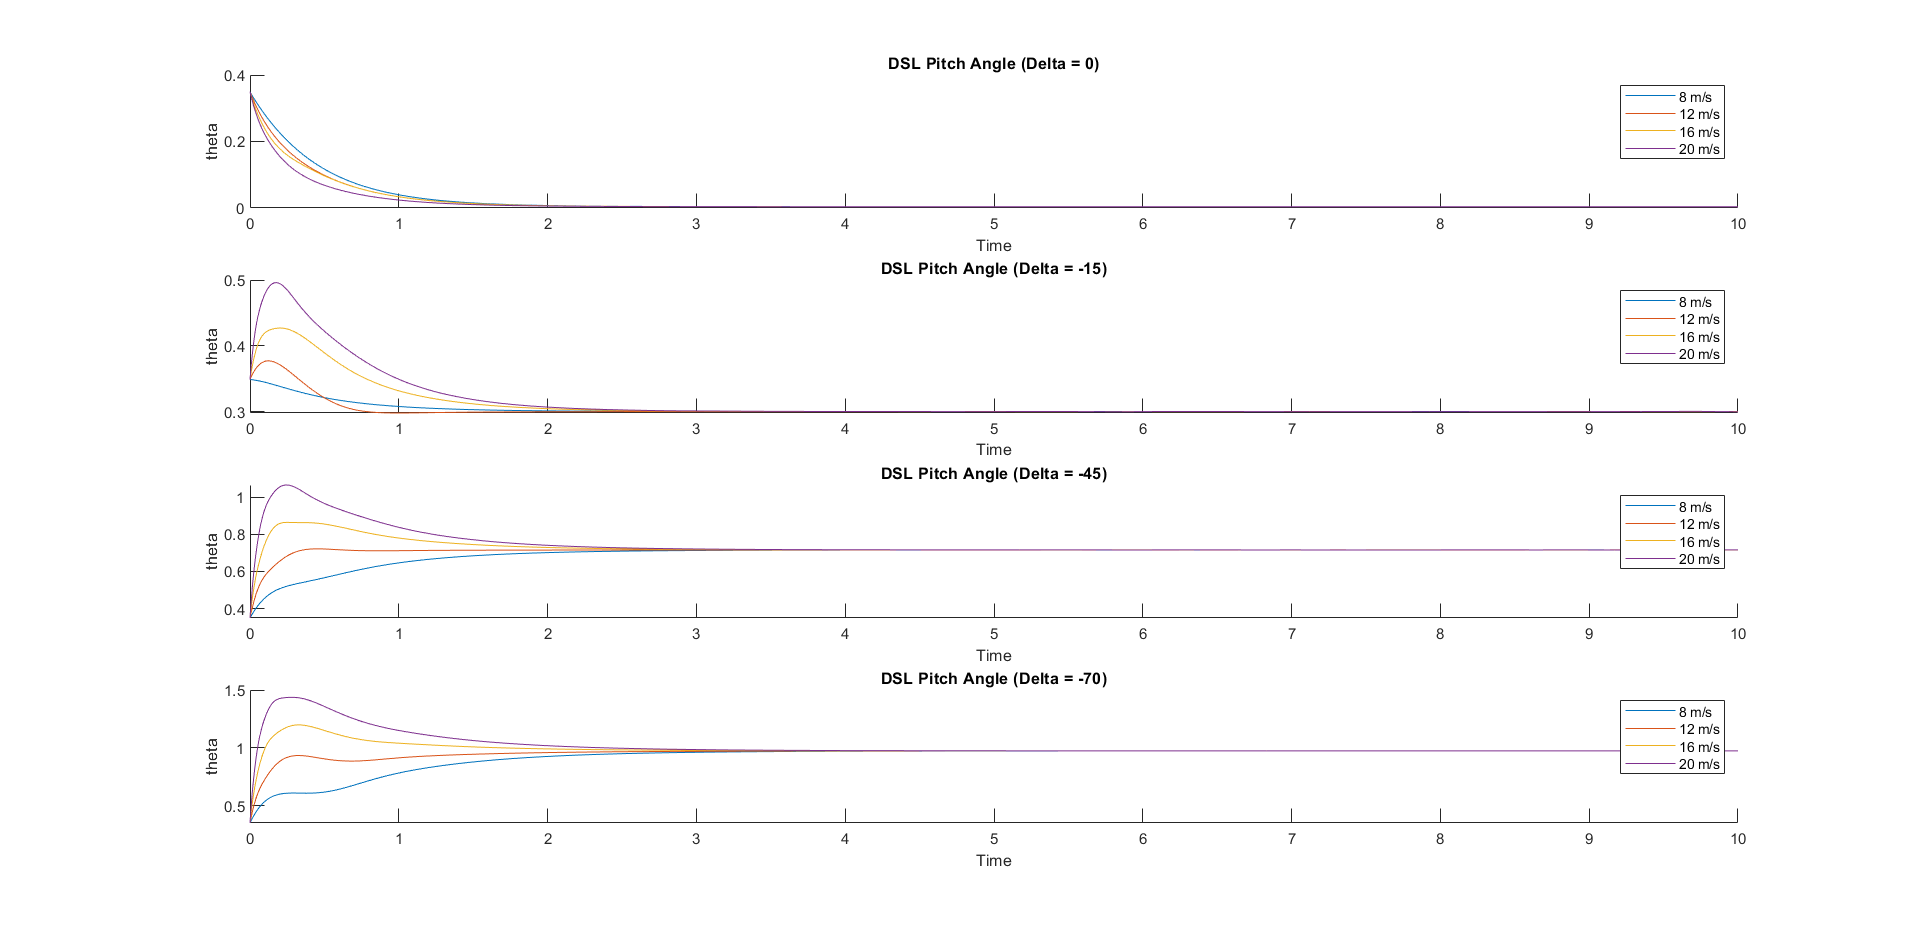 DSL Pitch Angle (Delta = 0)
0.4
0.2
0
theta
0 1 2 3 4 5 6 7 8 9 10
Time
8 m/s
12 m/s
16 m/s
20 m/s
DSL Pitch Angle (Delta = -15)
0.5
0.4
0.3
theta
0 1 2 3 4 5 6 7 8 9 10
Time
8 m/s
12 m/s
16 m/s
20 m/s
DSL Pitch Angle (Delta = -45)
1
0.8
0.6
0.4
theta
0 1 2 3 4 5 6 7 8 9 10
Time
8 m/s
12 m/s
16 m/s
20 m/s
DSL Pitch Angle (Delta = -70)
1.5
1
0.5
theta
0 1 2 3 4 5 6 7 8 9 10
Time
8 m/s
12 m/s
16 m/s
20 m/s